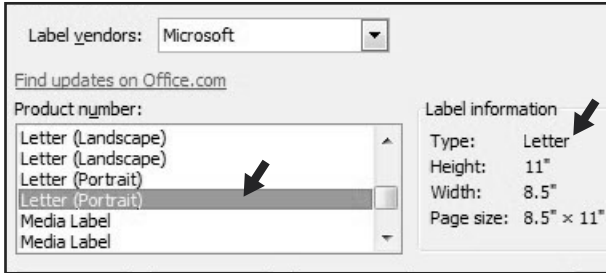 Label vendors: Microsoft
Find updates on Office.com
Product number:
Letter (Landscape)
Letter (Landscape)
Letter (Portrait)
Letter (Portrait)
Media Label
Media Label
Label information
Type: Letter
Height: 11"
Width: 8.5"
Page size: 8.5" × 11"